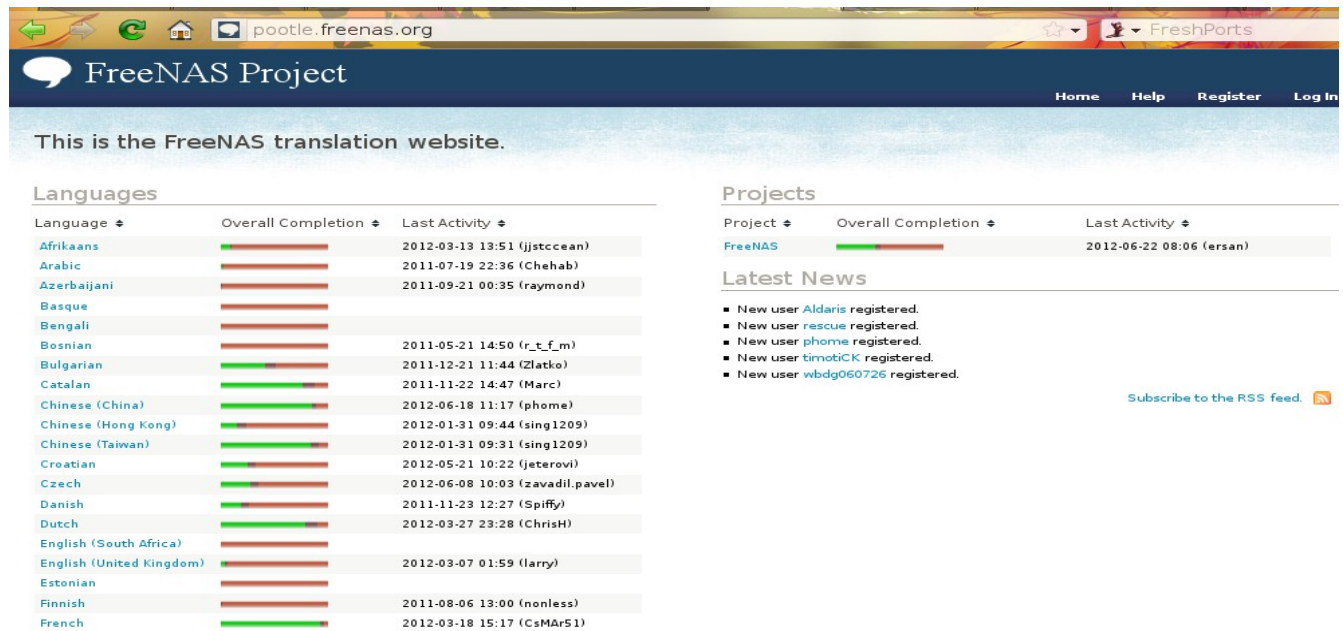 pootle.freenas.org
FreshPorts
FreeNAS Project
Home Help Register Log In
This is the FreeNAS translation website.
Languages
Language Overall Completion Last Activity
Afrikaans 2012-03-13 13:51 (jjstccean)
Arabic 2011-07-19 22:36 (Chehab)
Azerbaijani 2011-09-21 00:35 (raymond)
Basque
Bengali
Bosnian 2011-05-21 14:50 (r_t_f_m)
Bulgarian 2011-12-21 11:44 (Zlatko)
Catalan 2011-11-22 14:47 (Marc)
Chinese (China) 2012-06-18 11:17 (phome)
Chinese (Hong Kong) 2012-01-31 09:44 (sing1209)
Chinese (Taiwan) 2012-01-31 09:31 (sing1209)
Croatian 2012-05-21 10:22 (jeterovi)
Czech 2012-06-08 10:03 (zavadil.pavel)
Danish 2011-11-23 12:27 (Spiffy)
Dutch 2012-03-27 23:28 (ChrisH)
English (South Africa)
English (United Kingdom) 2012-03-07 01:59 (larry)
Estonian
Finnish 2011-08-06 13:00 (nonless)
French 2012-03-18 15:17 (CsMAr51)
Projects
Project Overall Completion Last Activity
FreeNAS 2012-06-22 08:06 (ersan)
Latest News
New user Aldaris registered.
New user rescue registered.
New user phome registered.
New user timotiCK registered.
New user wbdg060726 registered.
Subscribe to the RSS feed.